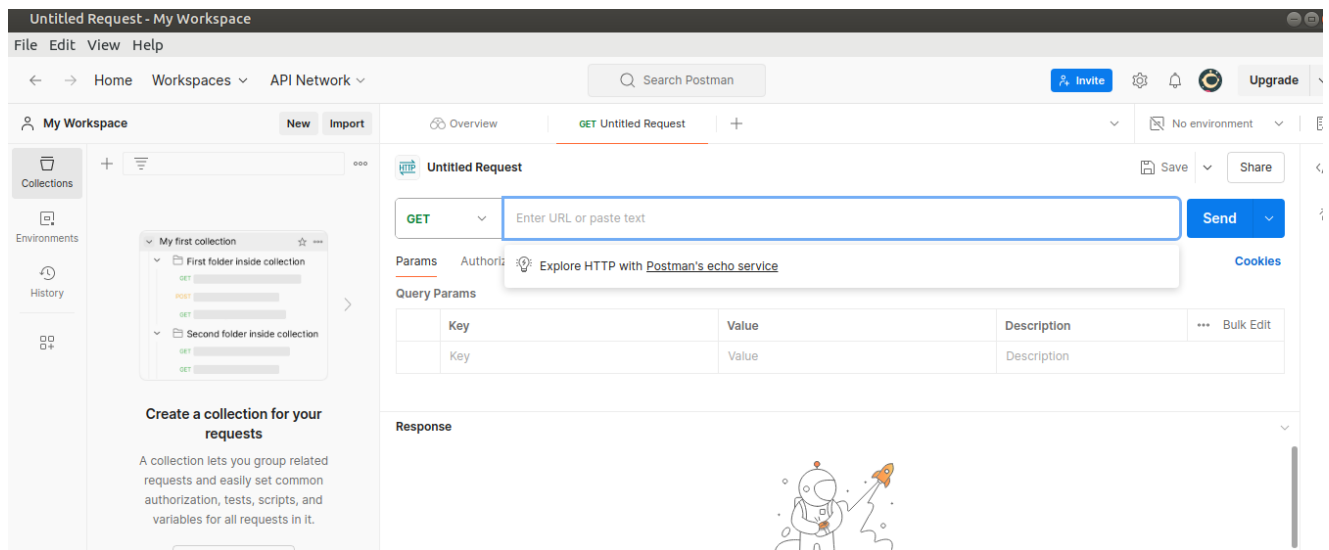 Untitled Request - My Workspace
File Edit View Help
Home Workspaces API Network Search Postman Invite Upgrade
My Workspace New Import Overview GET Untitled Request No environment
Collections
Environments
History
My first collection
First folder inside collection
GET
POST
GET
Second folder inside collection
GET
GET
Create a collection for your
requests
A collection lets you group related
requests and easily set common
authorization, tests, scripts, and
variables for all requests in it.
HTTP Untitled Request Save Share
GET Enter URL or paste text Send
Params Authoriz Cookies
Explore HTTP with Postman's echo service
Query Params
Key Value Description Bulk Edit
Key Value Description
Response